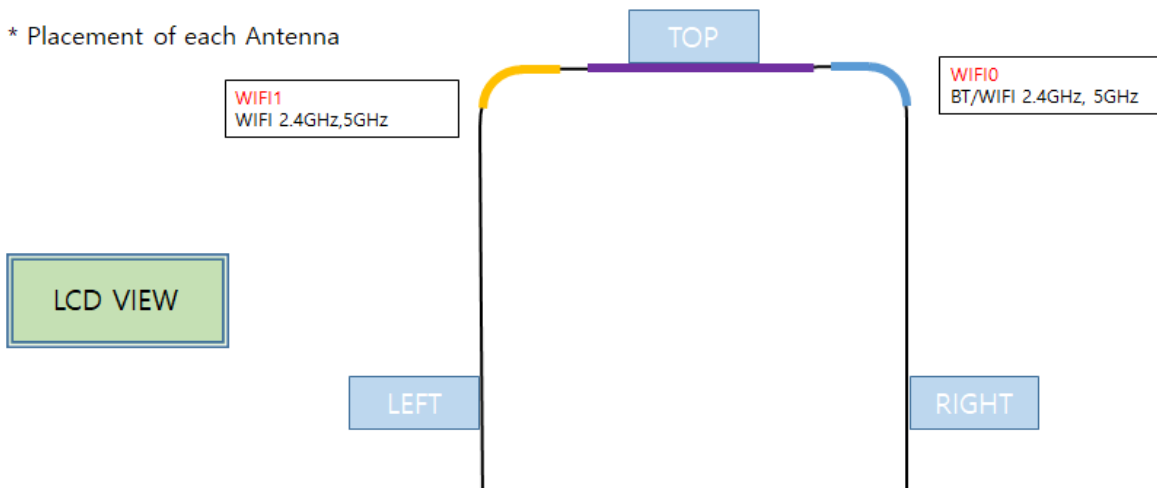 * Placement of each Antenna
TOP
WIFI1
WIFI 2.4GHz,5GHz
WIFI0
BT/WIFI 2.4GHz, 5GHz
LCD VIEW
LEFT
RIGHT